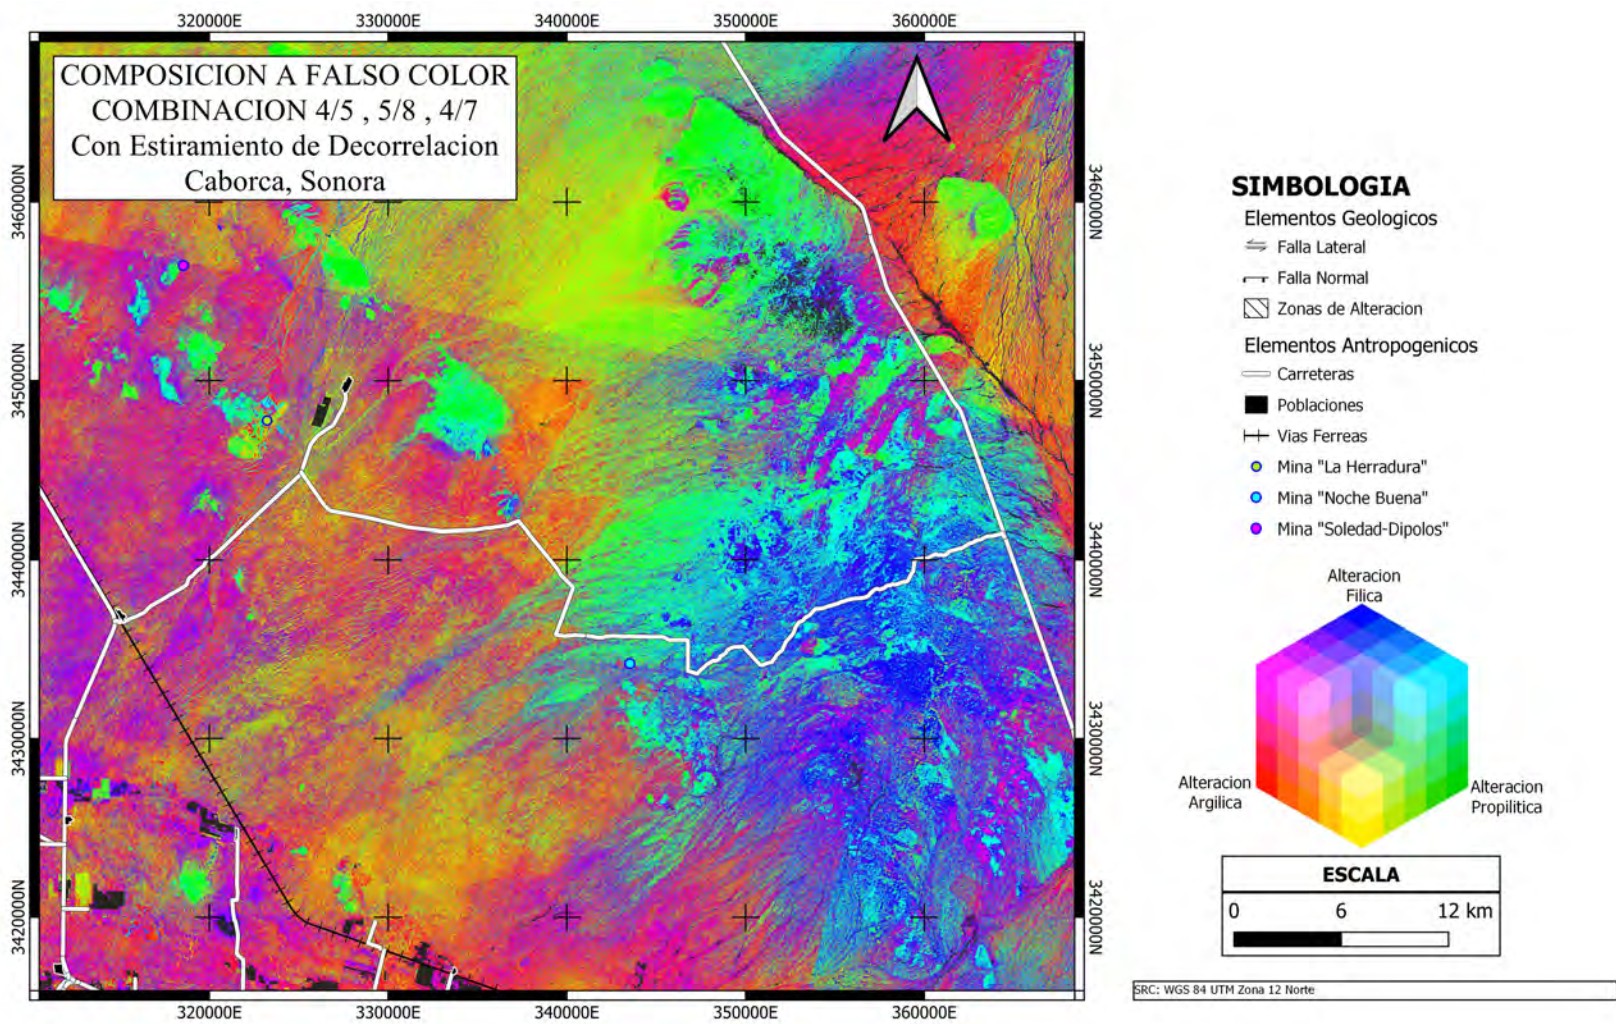 320000E
330000E
340000E
350000E
360000E
COMPOSICION A FALSO COLOR
COMBINACION 4/5 , 5/8 , 4/7
Con Estiramiento de Decorrelacion
Caborca, Sonora
3460000N
3450000N
3440000N
3430000N
3420000N
3460000N
3450000N
3440000N
3430000N
3420000N
320000E
330000E
340000E
350000E
360000E
SIMBOLOGIA
Elementos Geologicos
Falla Lateral
Falla Normal
Zonas de Alteracion
Elementos Antropogenicos
Carreteras
Poblaciones
Vias Ferreas
Mina "La Herradura"
Mina "Noche Buena"
Mina "Soledad-Dipolos"
Alteracion
Filica
Alteracion
Argilica
Alteracion
Propilitica
ESCALA
0 6 12 km
SRC: WGS 84 UTM Zona 12 Norte